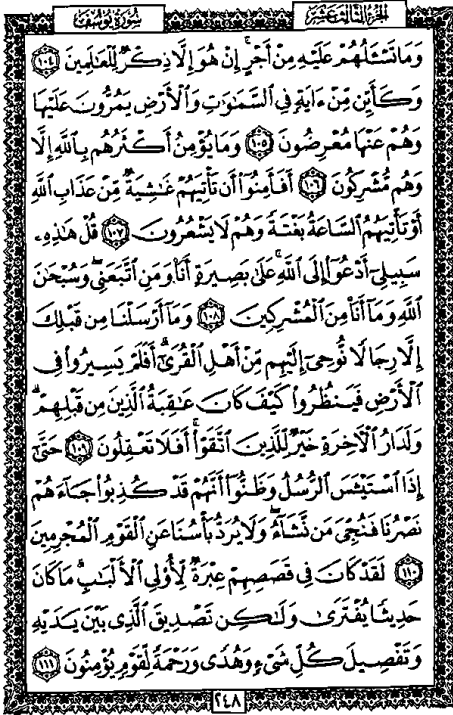 الجزء الثالث عشر
سورة يوسف
وَمَا تَسْـَٔلُهُمْ عَلَيْهِ مِنْ أَجْرٍ ۚ إِنْ هُوَ إِلَّا ذِكْرٌ لِّلْعَـٰلَمِينَ ١٠٤
وَكَأَيِّن مِّنْ ءَايَةٍ فِى ٱلسَّمَـٰوَٰتِ وَٱلْأَرْضِ يَمُرُّونَ عَلَيْهَا
وَهُمْ عَنْهَا مُعْرِضُونَ ١٠٥ وَمَا يُؤْمِنُ أَكْثَرُهُم بِٱللَّهِ إِلَّا
وَهُم مُّشْرِكُونَ ١٠٦ أَفَأَمِنُوٓا۟ أَن تَأْتِيَهُمْ غَـٰشِيَةٌ مِّنْ عَذَابِ ٱللَّهِ
أَوْ تَأْتِيَهُمُ ٱلسَّاعَةُ بَغْتَةً وَهُمْ لَا يَشْعُرُونَ ١٠٧ قُلْ هَـٰذِهِۦ
سَبِيلِىٓ أَدْعُوٓا۟ إِلَى ٱللَّهِ ۚ عَلَىٰ بَصِيرَةٍ أَنَا۠ وَمَنِ ٱتَّبَعَنِى ۖ وَسُبْحَـٰنَ
ٱللَّهِ وَمَآ أَنَا۠ مِنَ ٱلْمُشْرِكِينَ ١٠٨ وَمَآ أَرْسَلْنَا مِن قَبْلِكَ
إِلَّا رِجَالًا نُّوحِىٓ إِلَيْهِم مِّنْ أَهْلِ ٱلْقُرَىٰٓ ۗ أَفَلَمْ يَسِيرُوا۟ فِى
ٱلْأَرْضِ فَيَنظُرُوا۟ كَيْفَ كَانَ عَـٰقِبَةُ ٱلَّذِينَ مِن قَبْلِهِمْ ۗ
وَلَدَارُ ٱلْـَٔاخِرَةِ خَيْرٌ لِّلَّذِينَ ٱتَّقَوْا۟ ۗ أَفَلَا تَعْقِلُونَ ١٠٩ حَتَّىٰٓ
إِذَا ٱسْتَيْـَٔسَ ٱلرُّسُلُ وَظَنُّوٓا۟ أَنَّهُمْ قَدْ كُذِبُوا۟ جَآءَهُمْ
نَصْرُنَا فَنُجِّىَ مَن نَّشَآءُ ۖ وَلَا يُرَدُّ بَأْسُنَا عَنِ ٱلْقَوْمِ ٱلْمُجْرِمِينَ
١١٠ لَقَدْ كَانَ فِى قَصَصِهِمْ عِبْرَةٌ لِّأُو۟لِى ٱلْأَلْبَـٰبِ ۗ مَا كَانَ
حَدِيثًا يُفْتَرَىٰ وَلَـٰكِن تَصْدِيقَ ٱلَّذِى بَيْنَ يَدَيْهِ
وَتَفْصِيلَ كُلِّ شَىْءٍ وَهُدًى وَرَحْمَةً لِّقَوْمٍ يُؤْمِنُونَ ١١١
٢٤٨